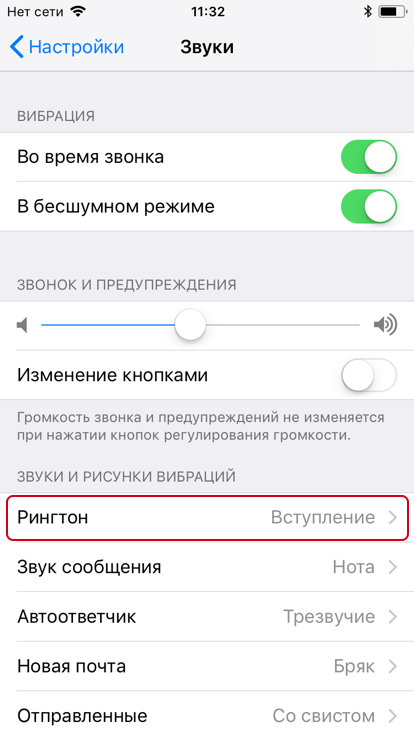 Нет сети 11:32
Настройки Звуки
ВИБРАЦИЯ
Во время звонка
В бесшумном режиме
ЗВОНОК И ПРЕДУПРЕЖДЕНИЯ
Изменение кнопками
Громкость звонка и предупреждений не изменяется
при нажатии кнопок регулирования громкости.
ЗВУКИ И РИСУНКИ ВИБРАЦИЙ
Рингтон Вступление
Звук сообщения Нота
Автоответчик Трезвучие
Новая почта Бряк
Отправленные Со свистом